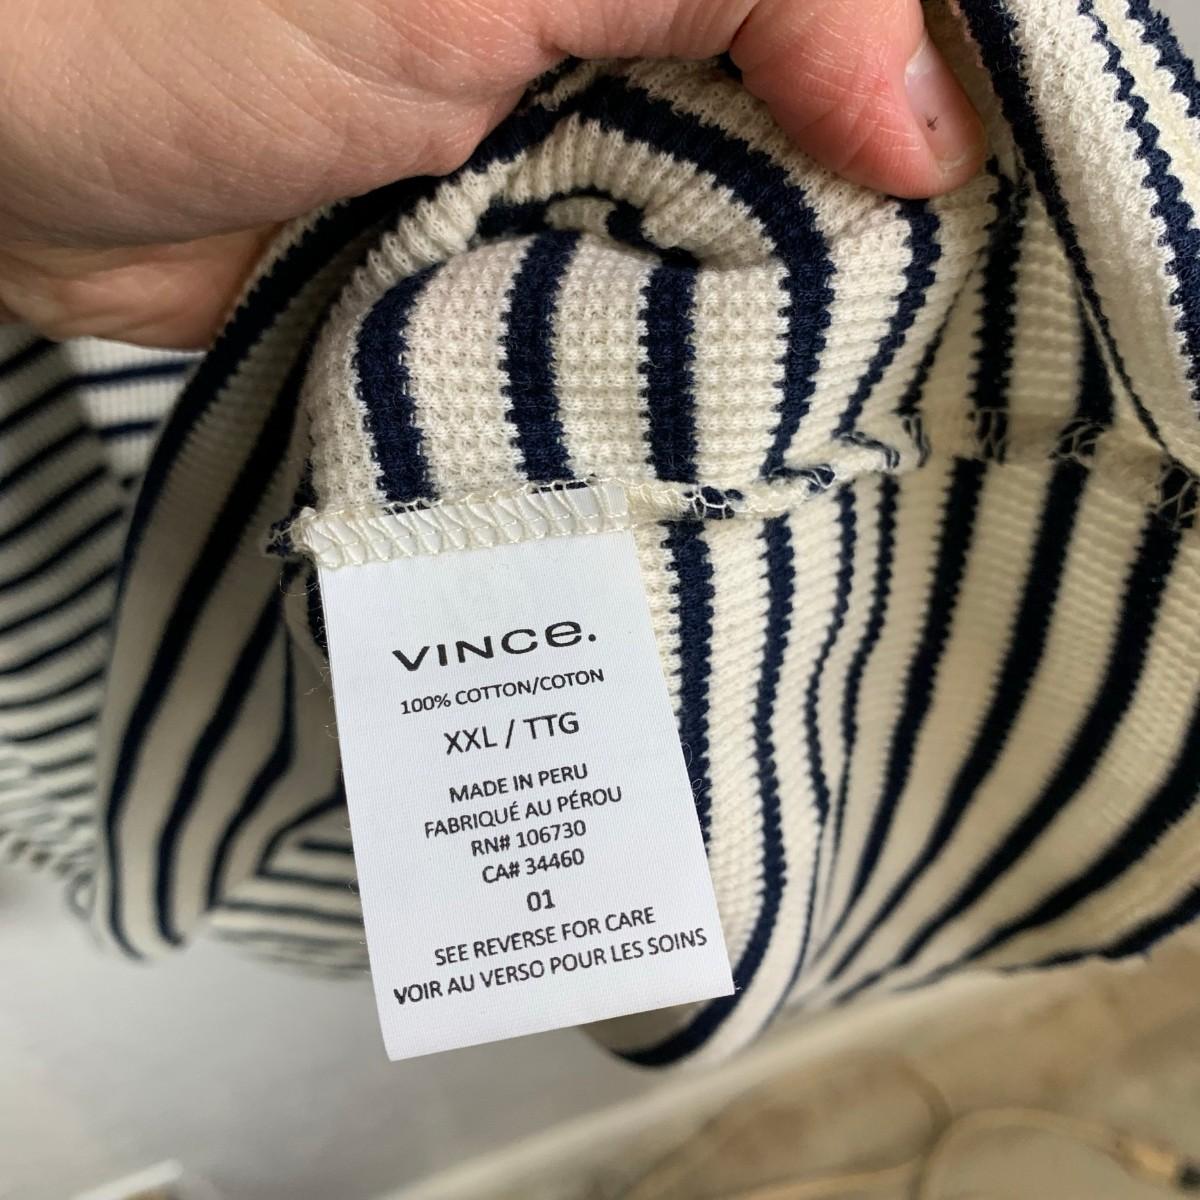 VINCe.
100% COTTON/COTON
XXL / TTG
MADE IN PERU
FABRIQUÉ AU PÉROU
RN# 106730
CA# 34460
01
SEE REVERSE FOR CARE
VOIR AU VERSO POUR LES SOINS